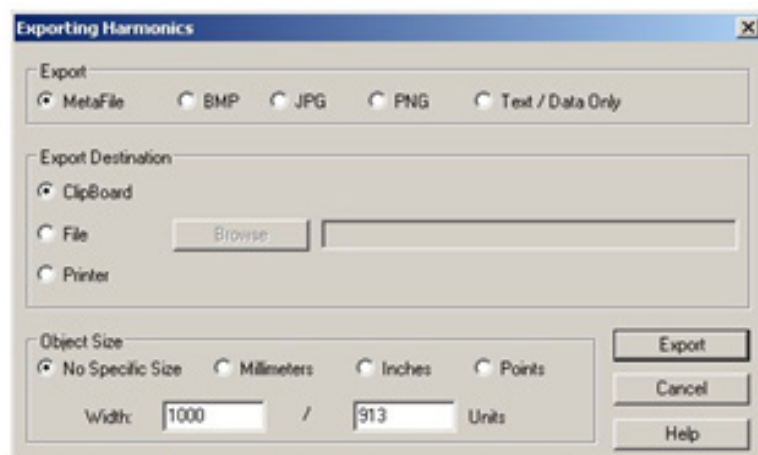 Exporting Harmonics
Export
MetaFile BMP JPG PNG Text / Data Only
Export Destination
ClipBoard
File Browse
Printer
Object Size
No Specific Size Millimeters Inches Points
Width: 1000 / 913 Units
Export
Cancel
Help